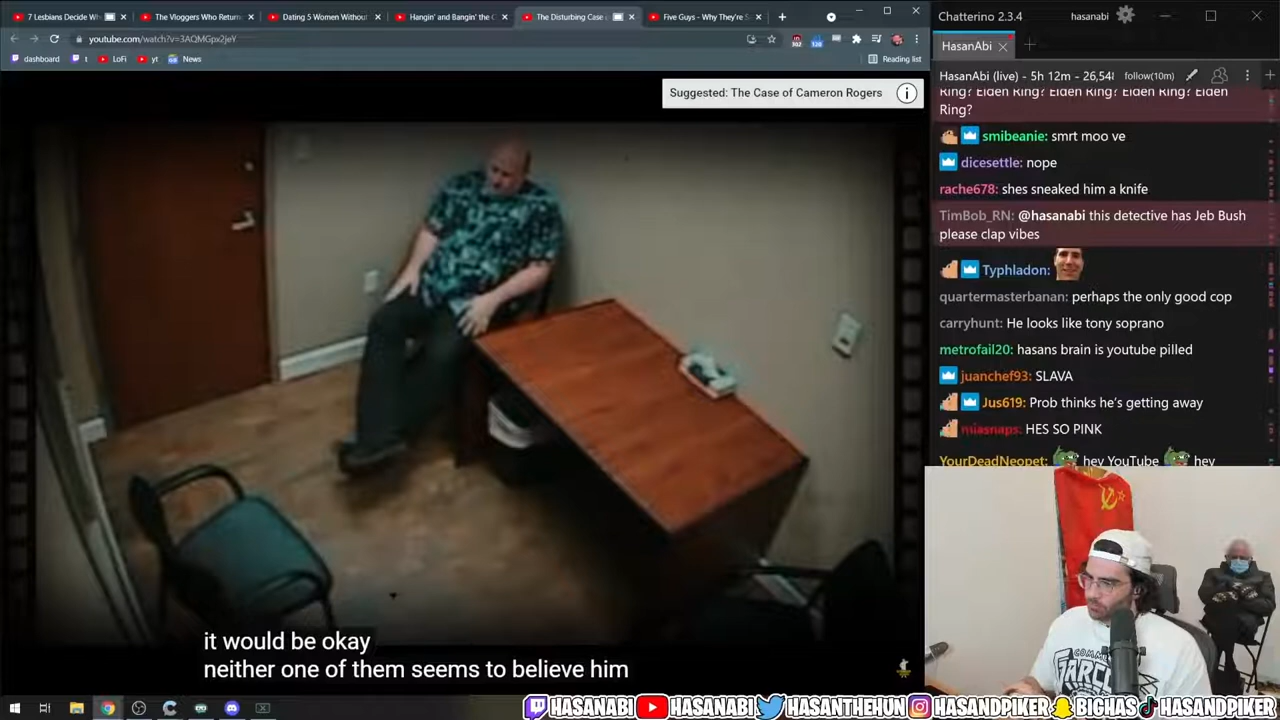 7 Lesbians Decide Wh
The Vloggers Who Return
Dating 5 Women Without
Hangin' and Bangin' the C
The Disturbing Case
Five Guys - Why They're S
youtube.com/watch?v=3AQMGpx2jeY
dashboard
t
LoFi
yt
News
Reading list
Suggested: The Case of Cameron Rogers
it would be okay
neither one of them seems to believe him
Chatterino 2.3.4
hasanabi
HasanAbi
HasanAbi (live) - 5h 12m - 26,54
follow(10m)
Ring? Elden Ring? Elden Ring? Elden Ring? Elden
Ring?
smibeanie: smrt moo ve
dicesettle: nope
rache678: shes sneaked him a knife
TimBob_RN: @hasanabi this detective has Jeb Bush
please clap vibes
Typhladon:
quartermasterbanan: perhaps the only good cop
carryhunt: He looks like tony soprano
metrofail20: hasans brain is youtube pilled
juanchef93: SLAVA
Jus619: Prob thinks he's getting away
miasnaps: HES SO PINK
YourDeadNeopet: hey YouTube hey
HASANABI HASANABI HASANTHEHUN HASANDPIKER BIGHAS HASANDPIKER